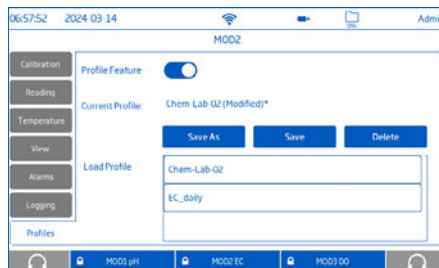 06:57:52 2024-03-14 0% Admi
MOD2
Calibration
Profile Feature
Reading
Current Profile: Chem-Lab-02 (Modified)*
Temperature
Save As Save Delete
View
Load Profile
Chem-Lab-02
Alarms
EC_daily
Logging
Profiles
MOD1 pH MOD2 EC MOD3 DO